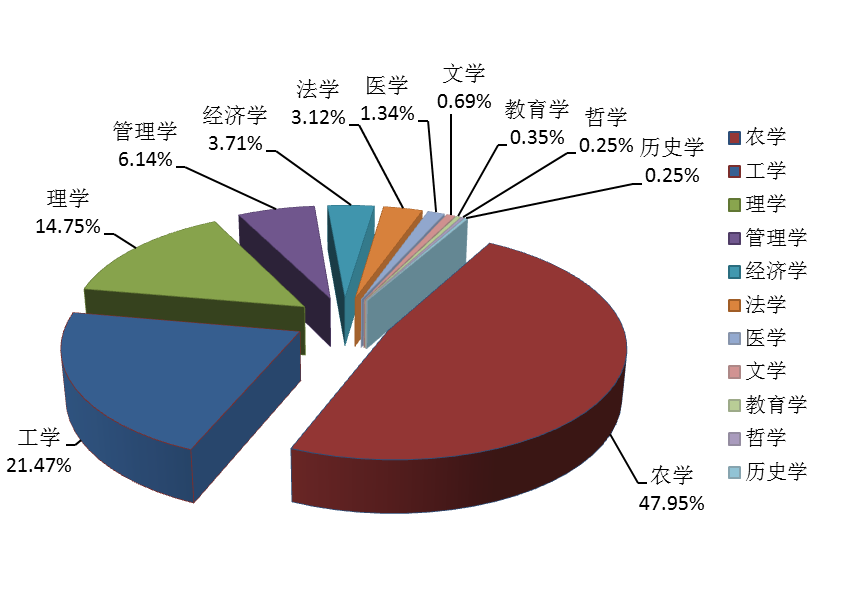 文学
0.69%
医学
1.34%
法学
3.12%
教育学
0.35%
经济学
3.71%
哲学
0.25%
管理学
6.14%
历史学
0.25%
理学
14.75%
工学
21.47%
农学
47.95%
农学
工学
理学
管理学
经济学
法学
医学
文学
教育学
哲学
历史学